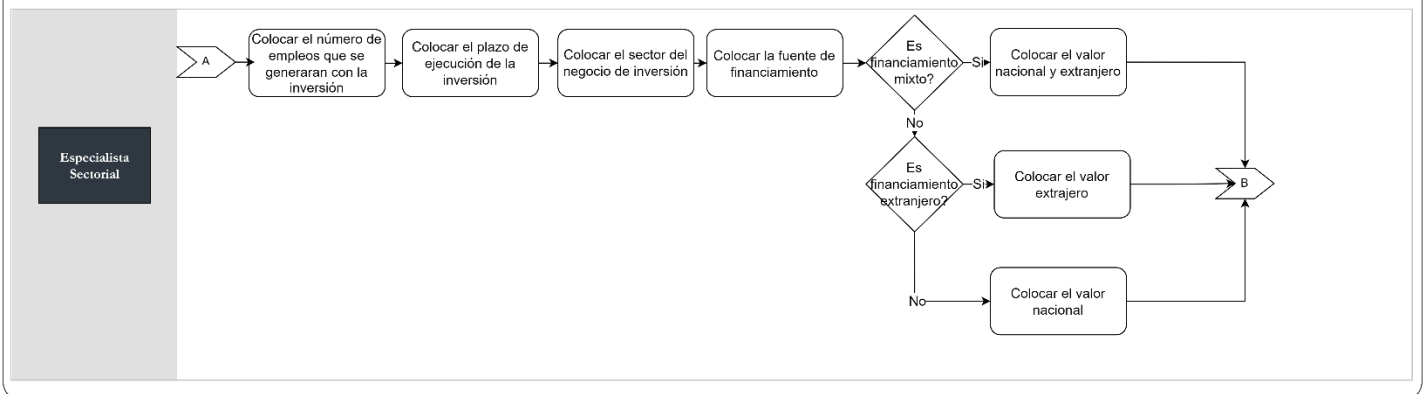 Especialista
Sectorial
A
Colocar el número de
empleos que se
generaran con la
inversión
Colocar el plazo de
ejecución de la
inversión
Colocar el sector del
negocio de inversión
Colocar la fuente de
financiamiento
Es
financiamiento
mixto?
Si
Colocar el valor
nacional y extranjero
No
Es
financiamiento
extranjero?
Si
Colocar el valor
extrajero
B
No
Colocar el valor
nacional